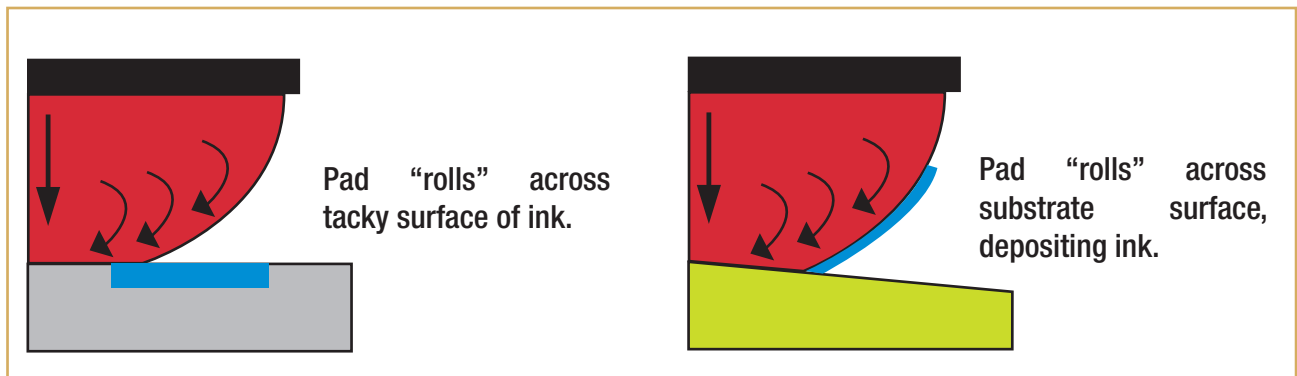 Pad “rolls” across
tacky surface of ink.
Pad “rolls” across
substrate surface,
depositing ink.